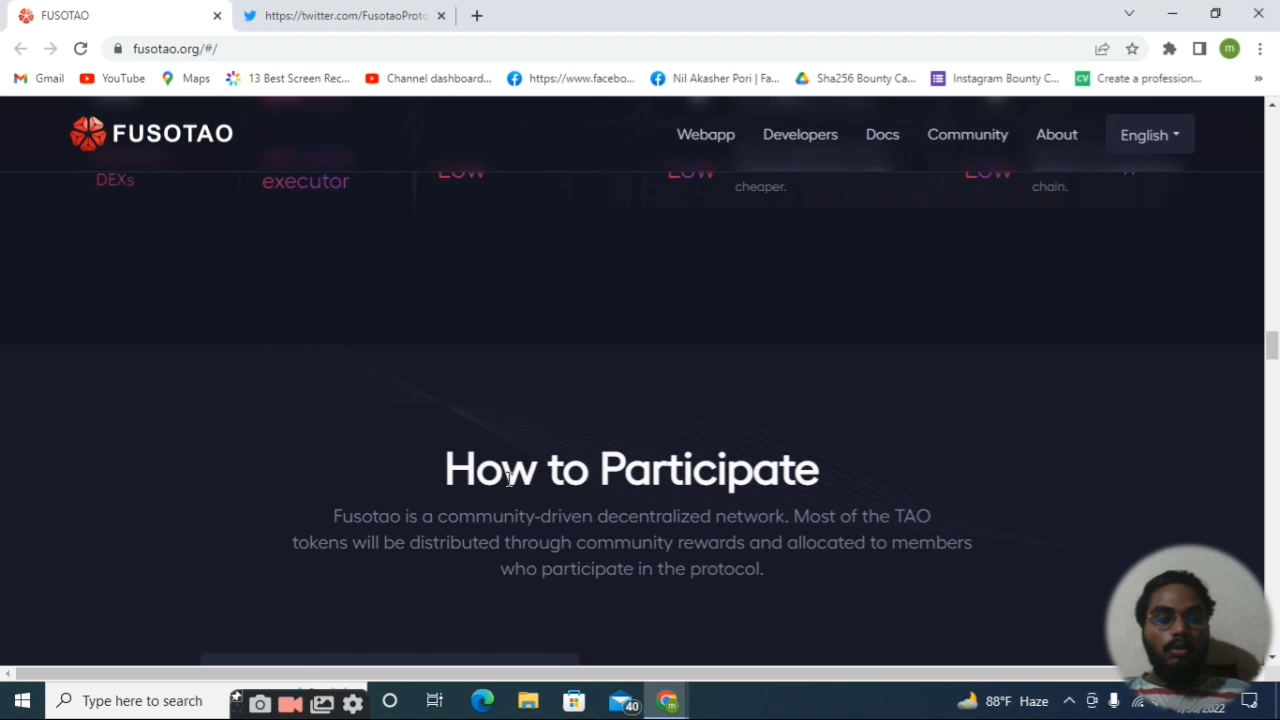 FUSOTAO
https://twitter.com/FusotaoProto
fusotao.org/#/
m
Gmail
YouTube
Maps
13 Best Screen Rec...
Channel dashboard...
https://www.facebo...
Nil Akasher Pori | Fa...
Sha256 Bounty Ca...
Instagram Bounty C...
CV
Create a profession...
»
FUSOTAO
Webapp
Developers
Docs
Community
About
English
DEXs
executor
Low
Low
cheaper.
Low
chain.
How to Participate
Fusotao is a community-driven decentralized network. Most of the TAO
tokens will be distributed through community rewards and allocated to members
who participate in the protocol.
Type here to search
40
88°F Haze